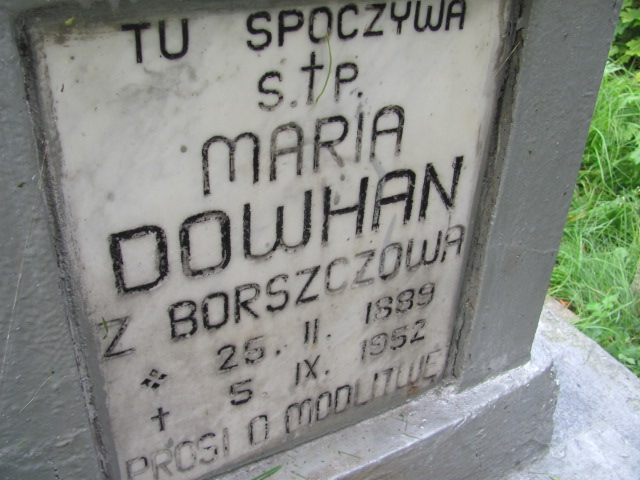 TU SPOCZYWA
S.†P.
MARIA
DOWHAN
Z BORSZCZOWA
25. II. 1889
† 5. IX. 1952
PROSI O MODLITWĘ